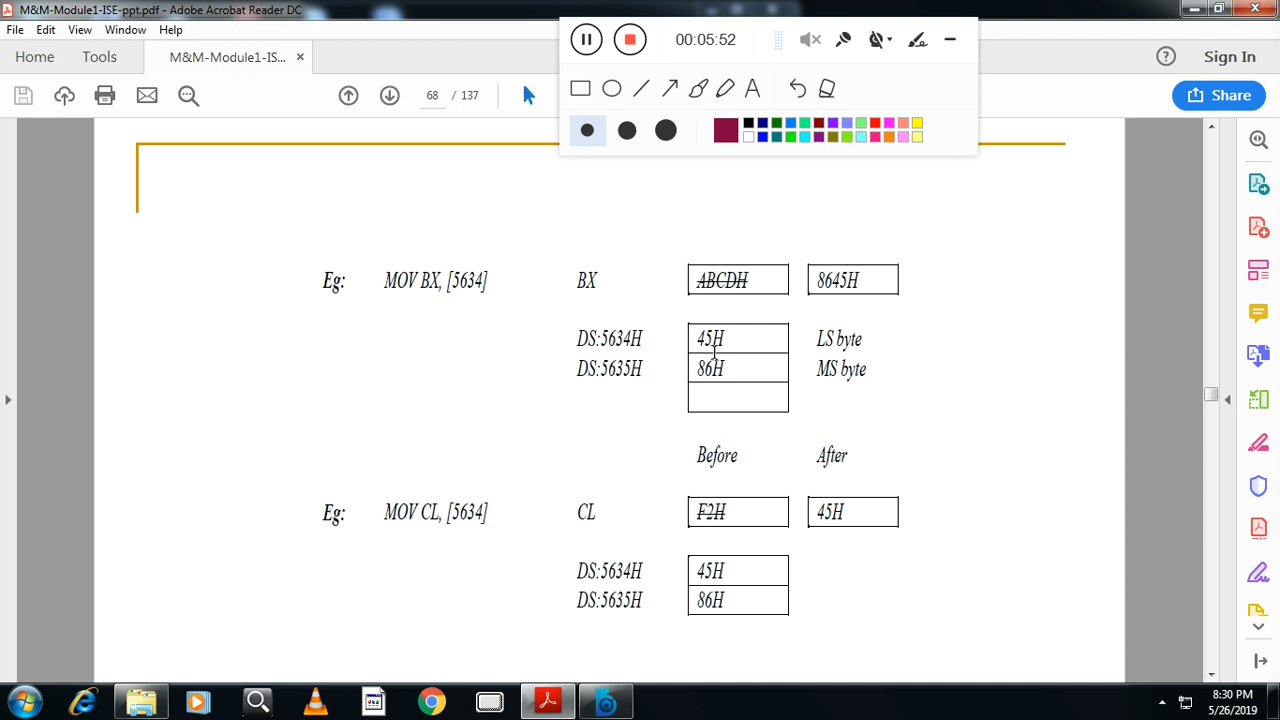 M&M-Module1-ISE-ppt.pdf - Adobe Acrobat Reader DC
File Edit View Window Help
00:05:52
Home Tools M&M-Module1-ISE-... × Sign In
68 / 137 Share
A
Eg: MOV BX, [5634] BX ABCDH 8645H
DS:5634H 45H LS byte
DS:5635H 86H MS byte
Before After
Eg: MOV CL, [5634] CL F2H 45H
DS:5634H 45H
DS:5635H 86H
8:30 PM
5/26/2019